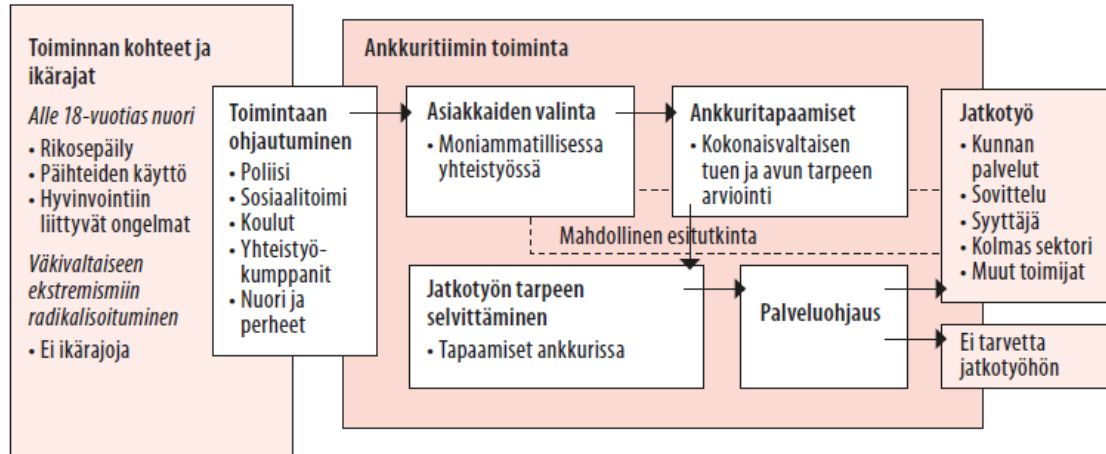 Toiminnan kohteet ja
ikärajat
Alle 18-vuotias nuori
• Rikosepäily
• Päihteiden käyttö
• Hyvinvointiin
liittyvät ongelmat
Väkivaltaiseen
ekstremismiin
radikalisoituminen
• Ei ikärajoja
Toimintaan
ohjautuminen
• Poliisi
• Sosiaalitoimi
• Koulut
• Yhteistyö-
kumppanit
• Nuori ja
perheet
Ankkuritiimin toiminta
Asiakkaiden valinta
• Moniammatillisessa
yhteistyössä
Ankkuritapaamiset
• Kokonaisvaltaisen
tuen ja avun tarpeen
arviointi
Mahdollinen esitutkinta
Jatkotyön tarpeen
selvittäminen
• Tapaamiset ankkurissa
Palveluohjaus
Jatkotyö
• Kunnan
palvelut
• Sovittelu
• Syyttäjä
• Kolmas sektori
• Muut toimijat
Ei tarvetta
jatkotyöhön